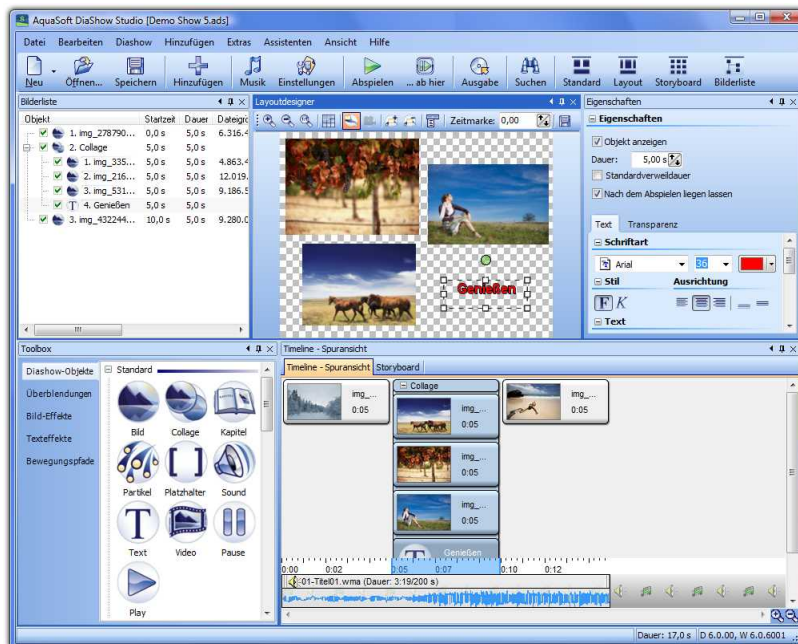 AquaSoft DiaShow Studio [Demo Show 5.ads]
Datei Bearbeiten Diashow Hinzufügen Extras Assistenten Ansicht Hilfe
Neu Öffnen... Speichern Hinzufügen Musik Einstellungen Abspielen ... ab hier Ausgabe Suchen Standard Layout Storyboard Bilderliste
Bilderliste
Objekt Startzeit Dauer Dateigrö
1. img_278790... 0,0 s 5,0 s 6.316.4
2. Collage 5,0 s 5,0 s
1. img_335... 5,0 s 5,0 s 4.863.4
2. img_216... 5,0 s 5,0 s 12.019.
3. img_531... 5,0 s 5,0 s 9.186.5
T 4. Genießen 5,0 s 5,0 s
3. img_432244... 10,0 s 5,0 s 9.280.0
Layoutdesigner
Zeitmarke: 0,00
Genießen
Eigenschaften
Eigenschaften
Objekt anzeigen
Dauer: 5,00 s
Standardverweildauer
Nach dem Abspielen liegen lassen
Text Transparenz
Schriftart
Arial 36
Stil Ausrichtung
F K
Text
Toolbox
Diashow-Objekte
Überblendungen
Bild-Effekte
Texteffekte
Bewegungspfade
Standard
Bild Collage Kapitel
Partikel Platzhalter Sound
T
Text Video Pause
Play
Timeline - Spuransicht
Timeline - Spuransicht Storyboard
img_...
0:05
Collage
img_...
0:05
img_...
0:05
img_...
0:05
T Genießen
img_...
0:05
0:00 0:02 0:05 0:07 0:10 0:12
-01-Titel01.wma (Dauer: 3:19/200 s)
Dauer: 17,0 s D 6.0.00, W 6.0.6001